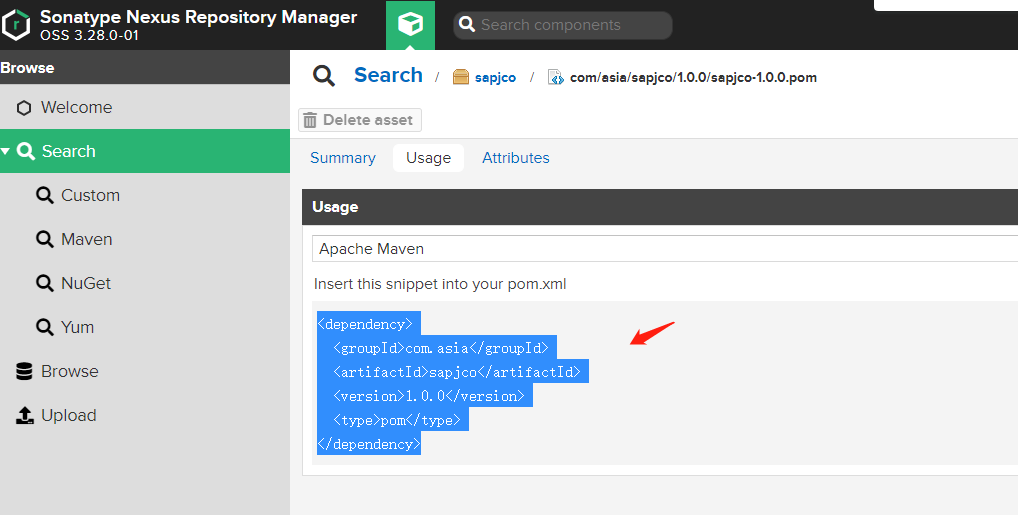 Sonatype Nexus Repository Manager
OSS 3.28.0-01
Search components
Browse
Welcome
Search
Custom
Maven
NuGet
Yum
Browse
Upload
Search / sapjco / com/asia/sapjco/1.0.0/sapjco-1.0.0.pom
Delete asset
Summary Usage Attributes
Usage
Apache Maven
Insert this snippet into your pom.xml
<dependency>
  <groupId>com.asia</groupId>
  <artifactId>sapjco</artifactId>
  <version>1.0.0</version>
  <type>pom</type>
</dependency>